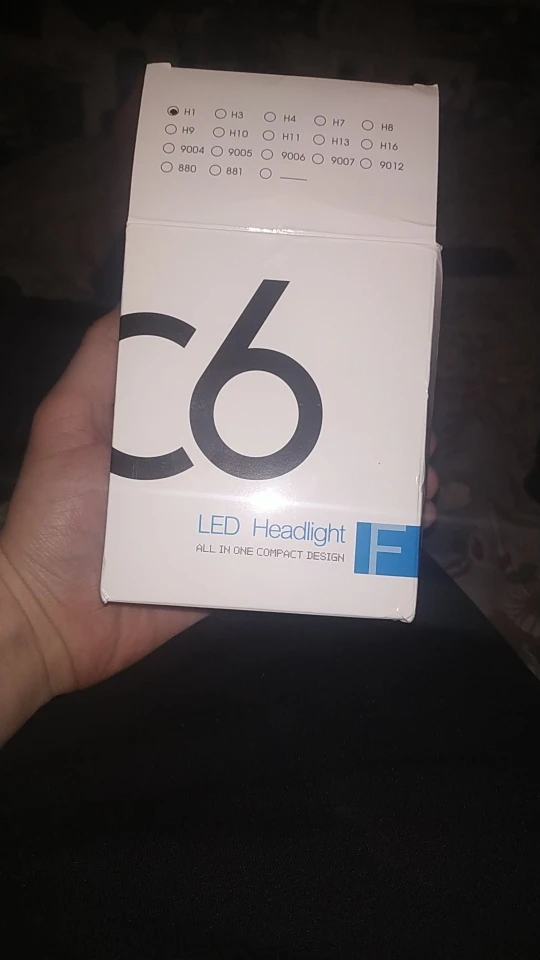 H1 H3 H4 H7 H8
H9 H10 H11 H13 H16
9004 9005 9006 9007 9012
880 881
C6
LED Headlight
ALL IN ONE COMPACT DESIGN
F